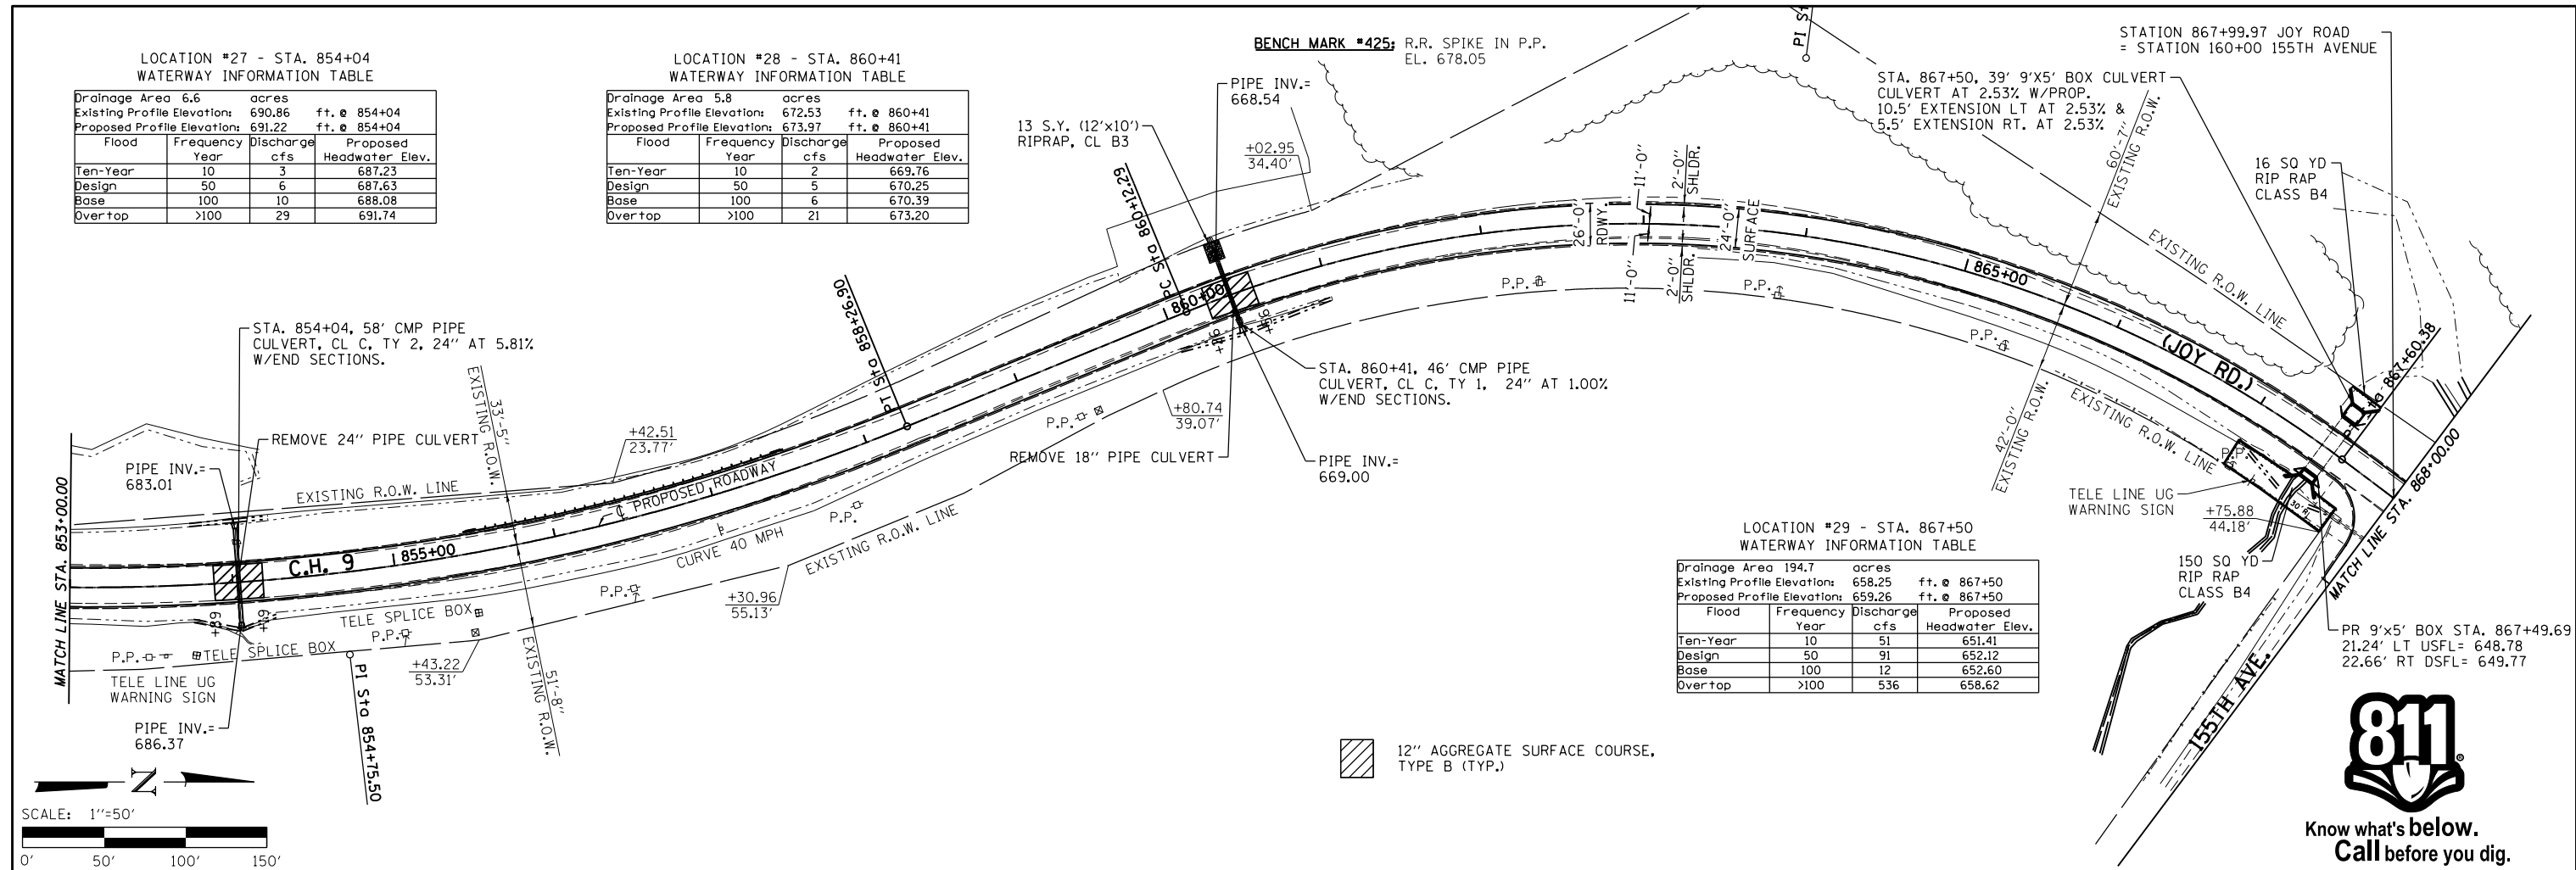 LOCATION #27 - STA. 854+04
WATERWAY INFORMATION TABLE
Drainage Area 6.6 acres
Existing Profile Elevation: 690.86 ft. @ 854+04
Proposed Profile Elevation: 691.22 ft. @ 854+04
Flood Frequency Discharge Proposed
Year cfs Headwater Elev.
Ten-Year 10 3 687.23
Design 50 6 687.63
Base 100 10 688.08
Overtop >100 29 691.74
LOCATION #28 - STA. 860+41
WATERWAY INFORMATION TABLE
Drainage Area 5.8 acres
Existing Profile Elevation: 672.53 ft. @ 860+41
Proposed Profile Elevation: 673.97 ft. @ 860+41
Flood Frequency Discharge Proposed
Year cfs Headwater Elev.
Ten-Year 10 2 669.76
Design 50 5 670.25
Base 100 6 670.39
Overtop >100 21 673.20
BENCH MARK #425: R.R. SPIKE IN P.P.
EL. 678.05
PIPE INV.=
668.54
13 S.Y. (12'x10')
RIPRAP, CL B3
+02.95
34.40'
PI St
STATION 867+99.97 JOY ROAD
= STATION 160+00 155TH AVENUE
STA. 867+50, 39' 9'X5' BOX CULVERT
CULVERT AT 2.53% W/PROP.
10.5' EXTENSION LT AT 2.53% &
5.5' EXTENSION RT. AT 2.53%
60'-7"
EXISTING R.O.W.
16 SQ YD
RIP RAP
CLASS B4
EXISTING R.O.W. LINE
11'-0"
2'-0"
SHLDR.
26'-0"
RDWY.
24'-0"
SURFACE
11'-0"
2'-0"
SHLDR.
PC Sta 860+12.29
PT Sta 858+26.90
860+00
865+00
(JOY RD.)
Sta 867+60.38
STA. 854+04, 58' CMP PIPE
CULVERT, CL C, TY 2, 24" AT 5.81%
W/END SECTIONS.
33'-5"
EXISTING R.O.W.
REMOVE 24" PIPE CULVERT
PIPE INV.=
683.01
EXISTING R.O.W. LINE
+42.51
23.77'
℄ PROPOSED ROADWAY
MATCH LINE STA. 853+00.00
C.H. 9
855+00
CURVE 40 MPH
P.P.
EXISTING R.O.W. LINE
P.P.
+30.96
55.13'
TELE SPLICE BOX
P.P.
P.P.
TELE SPLICE BOX
+89
+69
+43.22
53.31'
51'-8"
EXISTING R.O.W.
TELE LINE UG
WARNING SIGN
PIPE INV.=
686.37
PI Sta 854+75.50
STA. 860+41, 46' CMP PIPE
CULVERT, CL C, TY 1, 24" AT 1.00%
W/END SECTIONS.
+80.74
39.07'
P.P.
REMOVE 18" PIPE CULVERT
PIPE INV.=
669.00
P.P.
P.P.
P.P.
42'-0"
EXISTING R.O.W.
EXISTING R.O.W. LINE
P.P.
30'R
TELE LINE UG
WARNING SIGN
+75.88
44.18'
150 SQ YD
RIP RAP
CLASS B4
MATCH LINE STA. 868+00.00
LOCATION #29 - STA. 867+50
WATERWAY INFORMATION TABLE
Drainage Area 194.7 acres
Existing Profile Elevation: 658.25 ft. @ 867+50
Proposed Profile Elevation: 659.26 ft. @ 867+50
Flood Frequency Discharge Proposed
Year cfs Headwater Elev.
Ten-Year 10 51 651.41
Design 50 91 652.12
Base 100 12 652.60
Overtop >100 536 658.62
PR 9'x5' BOX STA. 867+49.69
21.24' LT USFL= 648.78
22.66' RT DSFL= 649.77
155TH AVE.
12" AGGREGATE SURFACE COURSE,
TYPE B (TYP.)
Z
SCALE: 1"=50'
0' 50' 100' 150'
811
Know what's below.
Call before you dig.